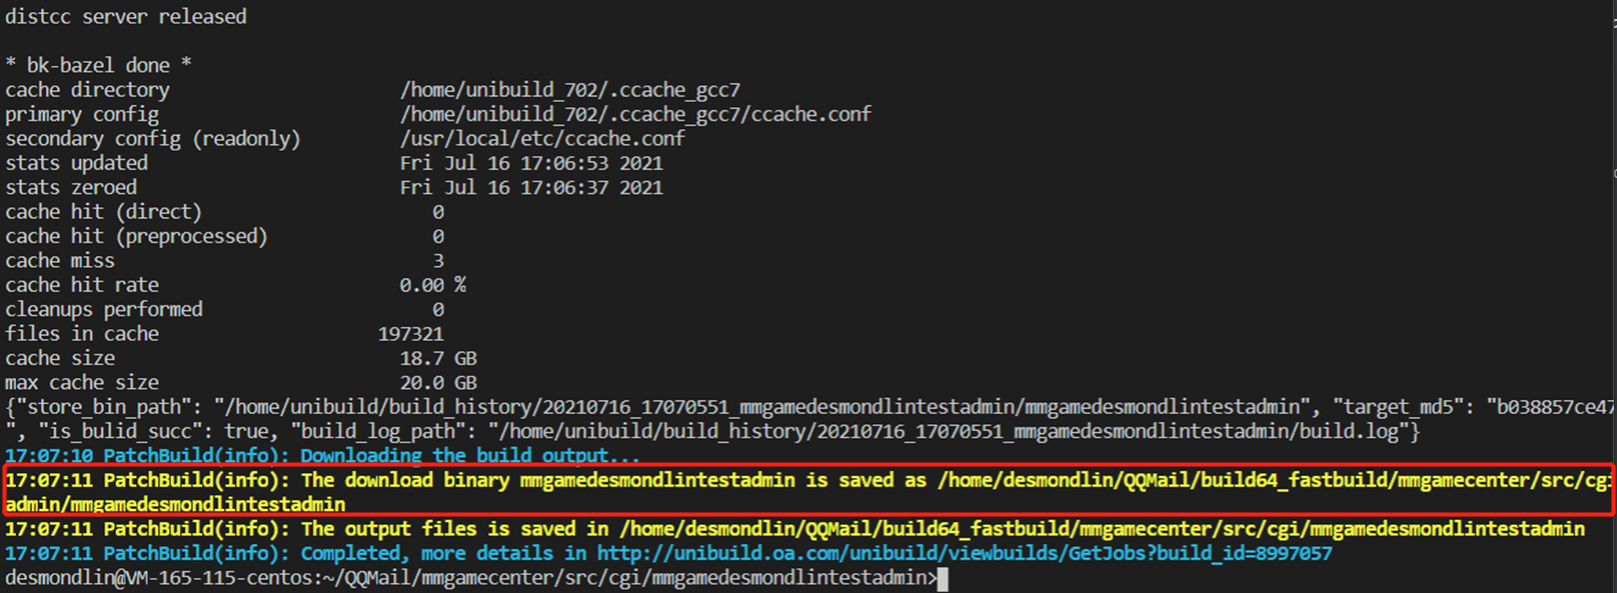 distcc server released
* bk-bazel done *
cache directory /home/unibuild_702/.ccache_gcc7
primary config /home/unibuild_702/.ccache_gcc7/ccache.conf
secondary config (readonly) /usr/local/etc/ccache.conf
stats updated Fri Jul 16 17:06:53 2021
stats zeroed Fri Jul 16 17:06:37 2021
cache hit (direct) 0
cache hit (preprocessed) 0
cache miss 3
cache hit rate 0.00 %
cleanups performed 0
files in cache 197321
cache size 18.7 GB
max cache size 20.0 GB
{"store_bin_path": "/home/unibuild/build_history/20210716_17070551_mmgamedesmondlintestadmin/mmgamedesmondlintestadmin", "target_md5": "b038857ce47
", "is_bulid_succ": true, "build_log_path": "/home/unibuild/build_history/20210716_17070551_mmgamedesmondlintestadmin/build.log"}
17:07:10 PatchBuild(info): Downloading the build output...
17:07:11 PatchBuild(info): The download binary mmgamedesmondlintestadmin is saved as /home/desmondlin/QQMail/build64_fastbuild/mmgamecenter/src/cgi
admin/mmgamedesmondlintestadmin
17:07:11 PatchBuild(info): The output files is saved in /home/desmondlin/QQMail/build64_fastbuild/mmgamecenter/src/cgi/mmgamedesmondlintestadmin
17:07:11 PatchBuild(info): Completed, more details in http://unibuild.oa.com/unibuild/viewbuilds/GetJobs?build_id=8997057
desmondlin@VM-165-115-centos:~/QQMail/mmgamecenter/src/cgi/mmgamedesmondlintestadmin>